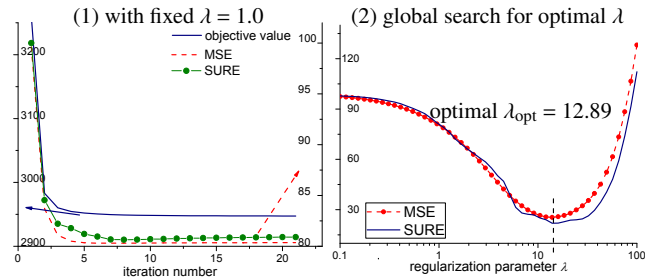 (1) with fixed λ = 1.0
objective value
MSE
SURE
3200
3100
3000
2900
100
95
90
85
80
0 5 10 15 20
iteration number
(2) global search for optimal λ
optimal λopt = 12.89
120
90
60
30
MSE
SURE
0.1 1 10 100
regularization parameter λ